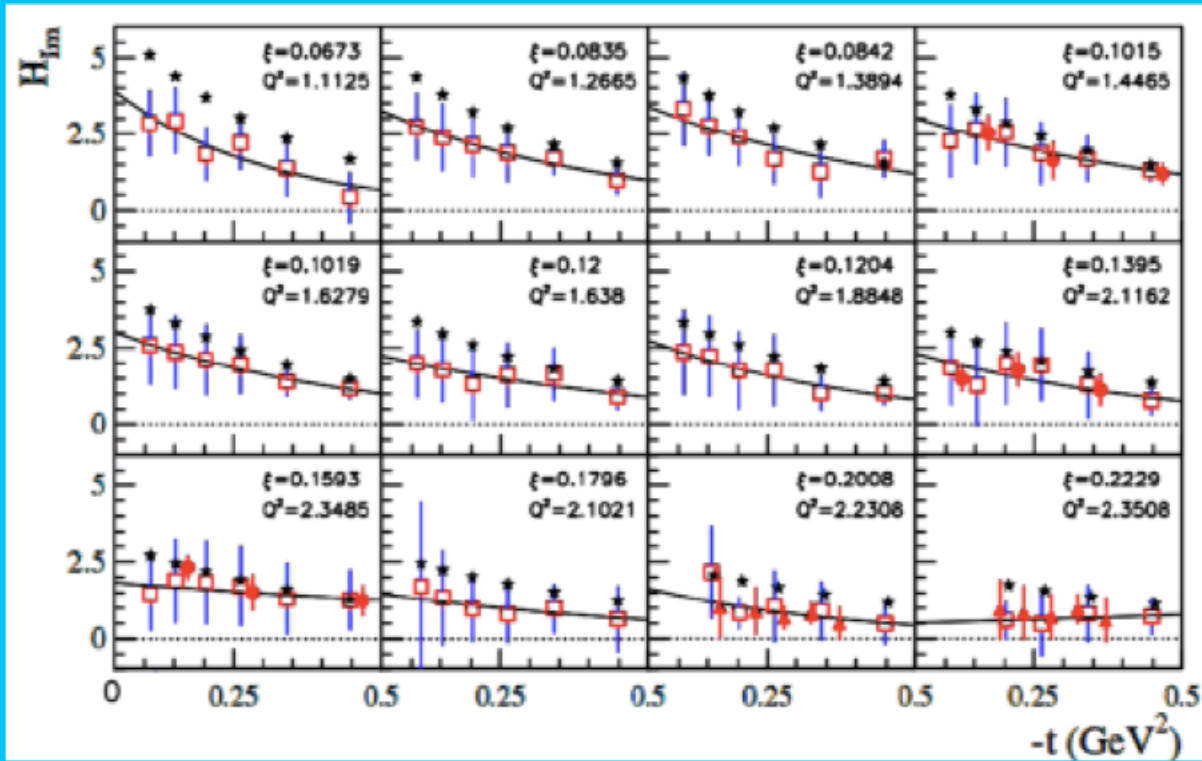 H_Im
5
ξ=0.0673
Q²=1.1125
ξ=0.0835
Q²=1.2665
ξ=0.0842
Q²=1.3894
ξ=0.1015
Q²=1.4465
2.5
0
5
ξ=0.1019
Q²=1.6279
ξ=0.12
Q²=1.638
ξ=0.1204
Q²=1.8848
ξ=0.1395
Q²=2.1162
2.5
0
5
ξ=0.1593
Q²=2.3485
ξ=0.1796
Q²=2.1021
ξ=0.2008
Q²=2.2308
ξ=0.2229
Q²=2.3508
2.5
0
0 0.25 0.5 0.25 0.5 0.25 0.5 0.25 0.5
-t (GeV²)